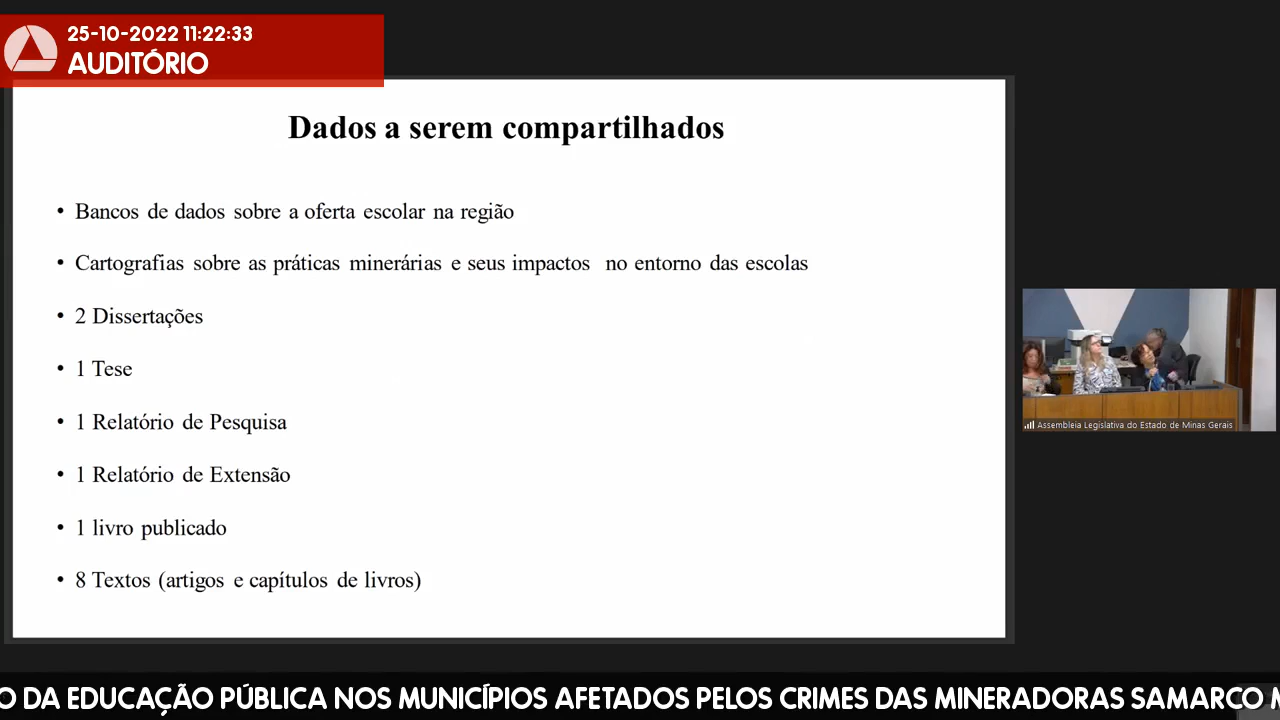 25-10-2022 11:22:33
AUDITÓRIO
Dados a serem compartilhados
• Bancos de dados sobre a oferta escolar na região
• Cartografias sobre as práticas minerárias e seus impactos no entorno das escolas
• 2 Dissertações
• 1 Tese
• 1 Relatório de Pesquisa
• 1 Relatório de Extensão
• 1 livro publicado
• 8 Textos (artigos e capítulos de livros)
Assembleia Legislativa do Estado de Minas Gerais
O DA EDUCAÇÃO PÚBLICA NOS MUNICÍPIOS AFETADOS PELOS CRIMES DAS MINERADORAS SAMARCO M